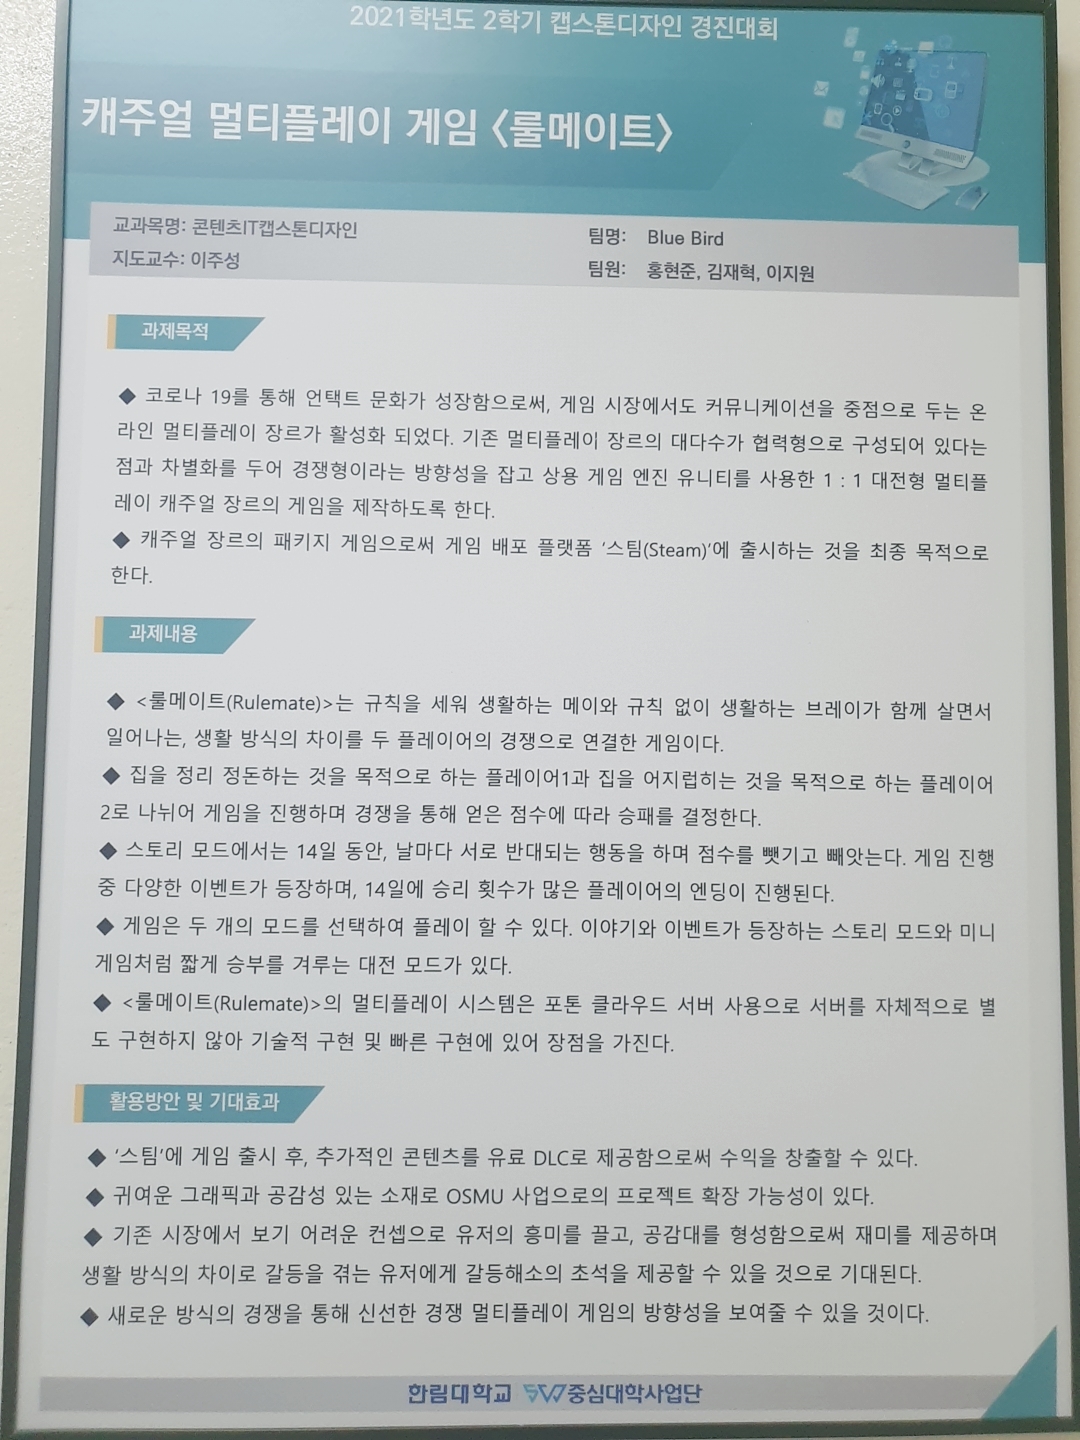 2021학년도 2학기 캡스톤디자인 경진대회
캐주얼 멀티플레이 게임 <룰메이트>
교과목명: 콘텐츠IT캡스톤디자인
지도교수: 이주성
팀명: Blue Bird
팀원: 홍현준, 김재혁, 이지원
과제목적
◆ 코로나 19를 통해 언택트 문화가 성장함으로써, 게임 시장에서도 커뮤니케이션을 중점으로 두는 온
라인 멀티플레이 장르가 활성화 되었다. 기존 멀티플레이 장르의 대다수가 협력형으로 구성되어 있다는
점과 차별화를 두어 경쟁형이라는 방향성을 잡고 상용 게임 엔진 유니티를 사용한 1 : 1 대전형 멀티플
레이 캐주얼 장르의 게임을 제작하도록 한다.
◆ 캐주얼 장르의 패키지 게임으로써 게임 배포 플랫폼 '스팀(Steam)'에 출시하는 것을 최종 목적으로
한다.
과제내용
◆ <룰메이트(Rulemate)>는 규칙을 세워 생활하는 메이와 규칙 없이 생활하는 브레이가 함께 살면서
일어나는, 생활 방식의 차이를 두 플레이어의 경쟁으로 연결한 게임이다.
◆ 집을 정리 정돈하는 것을 목적으로 하는 플레이어1과 집을 어지럽히는 것을 목적으로 하는 플레이어
2로 나뉘어 게임을 진행하며 경쟁을 통해 얻은 점수에 따라 승패를 결정한다.
◆ 스토리 모드에서는 14일 동안, 날마다 서로 반대되는 행동을 하며 점수를 뺏기고 빼앗는다. 게임 진행
중 다양한 이벤트가 등장하며, 14일에 승리 횟수가 많은 플레이어의 엔딩이 진행된다.
◆ 게임은 두 개의 모드를 선택하여 플레이 할 수 있다. 이야기와 이벤트가 등장하는 스토리 모드와 미니
게임처럼 짧게 승부를 겨루는 대전 모드가 있다.
◆ <룰메이트(Rulemate)>의 멀티플레이 시스템은 포톤 클라우드 서버 사용으로 서버를 자체적으로 별
도 구현하지 않아 기술적 구현 및 빠른 구현에 있어 장점을 가진다.
활용방안 및 기대효과
◆ '스팀'에 게임 출시 후, 추가적인 콘텐츠를 유료 DLC로 제공함으로써 수익을 창출할 수 있다.
◆ 귀여운 그래픽과 공감성 있는 소재로 OSMU 사업으로의 프로젝트 확장 가능성이 있다.
◆ 기존 시장에서 보기 어려운 컨셉으로 유저의 흥미를 끌고, 공감대를 형성함으로써 재미를 제공하며
생활 방식의 차이로 갈등을 겪는 유저에게 갈등해소의 초석을 제공할 수 있을 것으로 기대된다.
◆ 새로운 방식의 경쟁을 통해 신선한 경쟁 멀티플레이 게임의 방향성을 보여줄 수 있을 것이다.
한림대학교 SW중심대학사업단